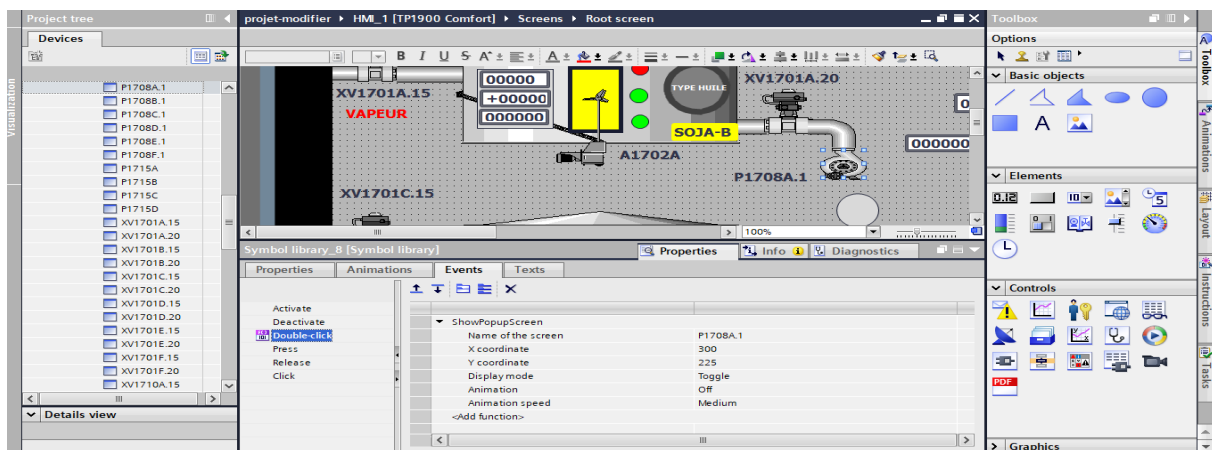 Project tree
projet-modifier ▸ HMI_1 [TP1900 Comfort] ▸ Screens ▸ Root screen
Toolbox
Devices
Options
Visualization
P1708A.1
P1708B.1
P1708C.1
P1708D.1
P1708E.1
P1708F.1
P1715A
P1715B
P1715C
P1715D
XV1701A.15
XV1701A.20
XV1701B.15
XV1701B.20
XV1701C.15
XV1701C.20
XV1701D.15
XV1701D.20
XV1701E.15
XV1701E.20
XV1701F.15
XV1701F.20
XV1710A.15
Details view
B I U S A
XV1701A.15
VAPEUR
00000
+00000
000000
TYPE HUILE
SOJA-B
A1702A
XV1701A.20
0
000000
P1708A.1
XV1701C.15
100%
Symbol library_8 [Symbol library]
Properties
Info
Diagnostics
Properties
Animations
Events
Texts
Activate
Deactivate
Double-click
Press
Release
Click
ShowPopupScreen
Name of the screen P1708A.1
X coordinate 300
Y coordinate 225
Display mode Toggle
Animation Off
Animation speed Medium
<Add function>
Basic objects
A
Elements
0.12
10
5
Controls
PDF
Graphics
Toolbox
Animations
Layout
Instructions
Tasks